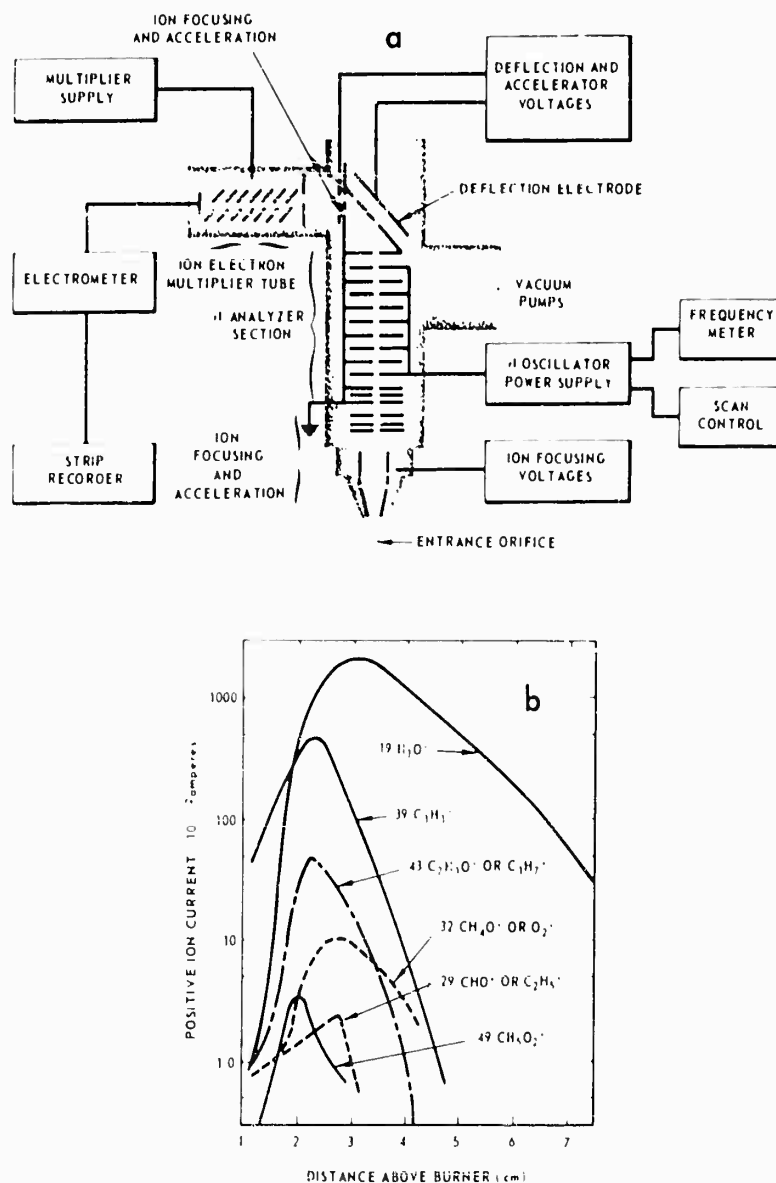 ION FOCUSING
AND ACCELERATION
a
MULTIPLIER
SUPPLY
DEFLECTION AND
ACCELERATOR
VOLTAGES
DEFLECTION ELECTRODE
ELECTROMETER
ION ELECTRON
MULTIPLIER TUBE
ANALYZER
SECTION
VACUUM
PUMPS
FREQUENCY
METER
OSCILLATOR
POWER SUPPLY
SCAN
CONTROL
STRIP
RECORDER
ION
FOCUSING
AND
ACCELERATION
ION FOCUSING
VOLTAGES
ENTRANCE ORIFICE
b
1000
100
10
1.0
POSITIVE ION CURRENT 10 amperes
19 H₃O⁺
39 C₃H₃⁺
43 C₂H₃O⁺ OR C₃H₇⁺
32 CH₄O⁺ OR O₂⁺
29 CHO⁺ OR C₂H₅⁺
49 CH₅O₂⁺
1 2 3 4 5 6 7
DISTANCE ABOVE BURNER (cm)